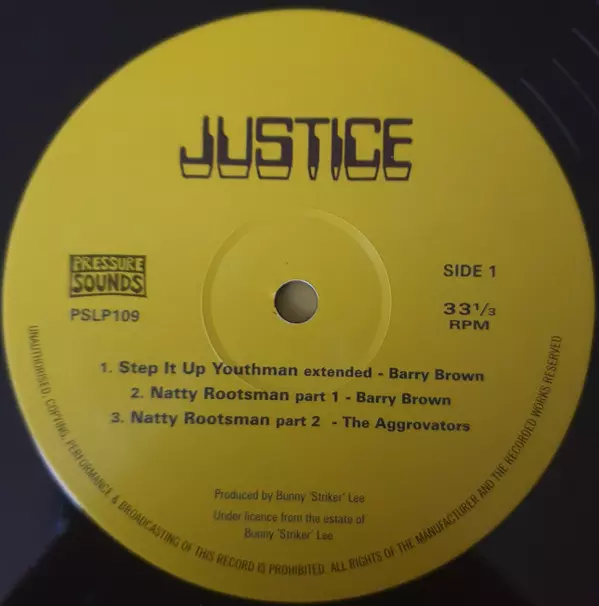 JUSTICE
PRESSURE
SOUNDS
PSLP109
SIDE 1
33 1/3
RPM
1. Step It Up Youthman extended - Barry Brown
2. Natty Rootsman part 1 - Barry Brown
3. Natty Rootsman part 2 - The Aggrovators
Produced by Bunny 'Striker' Lee
Under licence from the estate of
Bunny 'Striker' Lee
UNAUTHORISED, COPYING, PERFORMANCE & BROADCASTING OF THIS RECORD IS PROHIBITED. ALL RIGHTS OF THE MANUFACTURER AND THE RECORDED WORKS RESERVED